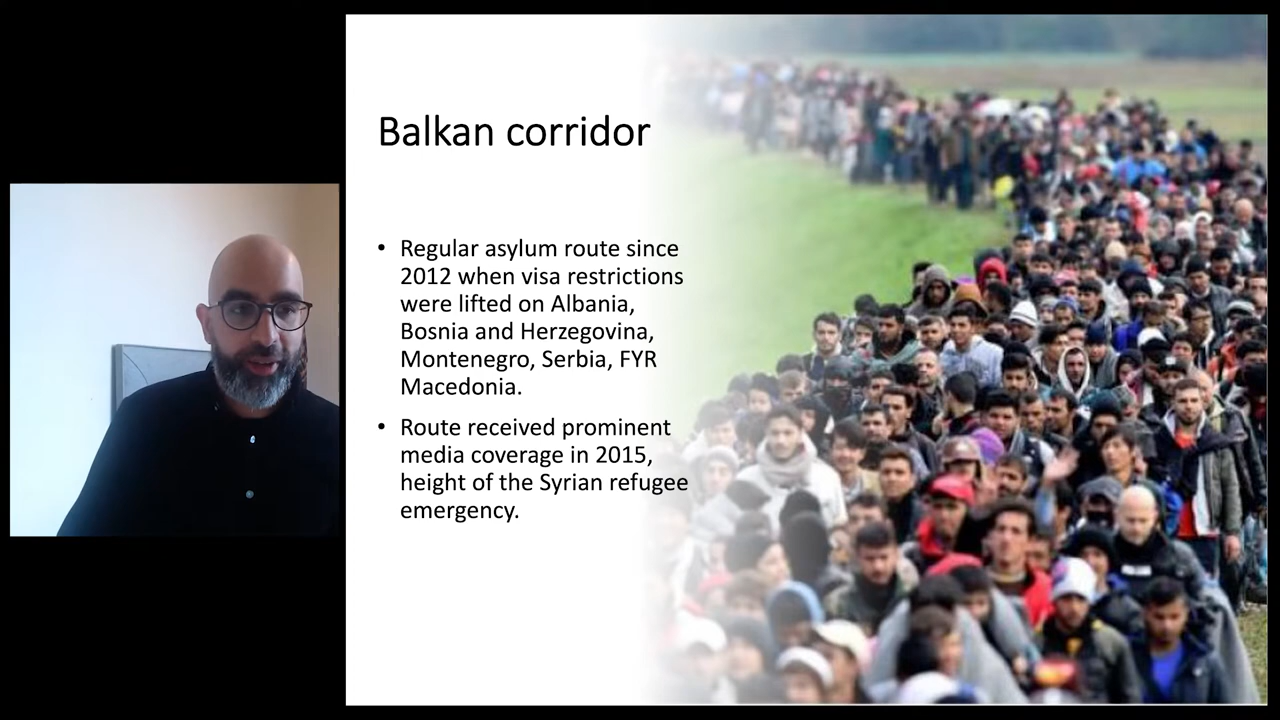 Balkan corridor
• Regular asylum route since
2012 when visa restrictions
were lifted on Albania,
Bosnia and Herzegovina,
Montenegro, Serbia, FYR
Macedonia.
• Route received prominent
media coverage in 2015,
height of the Syrian refugee
emergency.